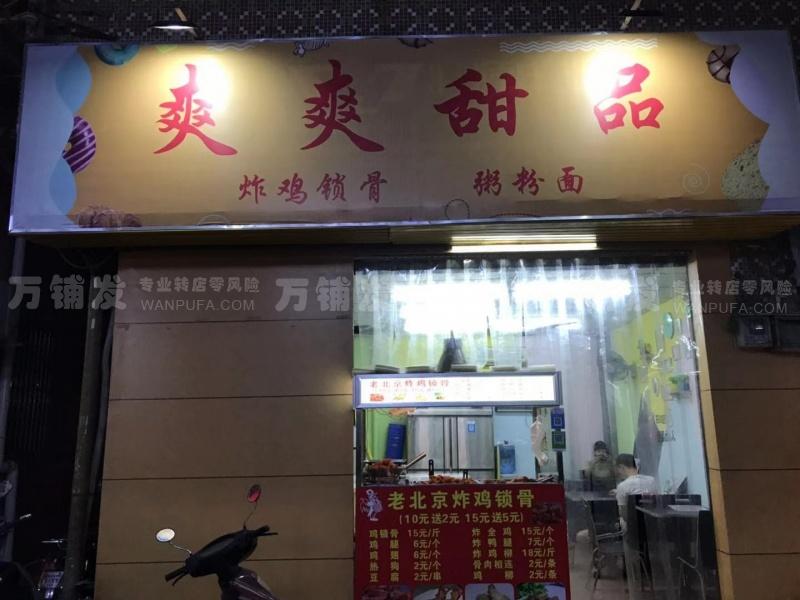 爽爽甜品
炸鸡锁骨 粥粉面
万铺发 专业转店零风险 WANPUFA.COM
万铺发 专业转店零风险 WANPUFA.COM
老北京炸鸡锁骨
老北京炸鸡锁骨
(10元送2元 15元送5元)
鸡锁骨 15元/斤 炸全鸡 15元/个
鸡腿 6元/个 炸鸭腿 7元/个
鸡翅 6元/个 炸鸡柳 18元/斤
热狗 2元/个 骨肉相连 2元/条
豆腐 2元/串 鸡柳 2元/条